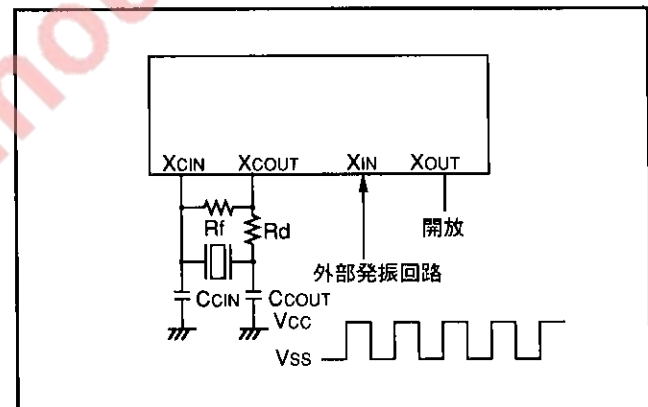 XCIN XCOUT XIN XOUT
Rf Rd
開放
外部発振回路
CCIN CCOUT
VCC
VSS